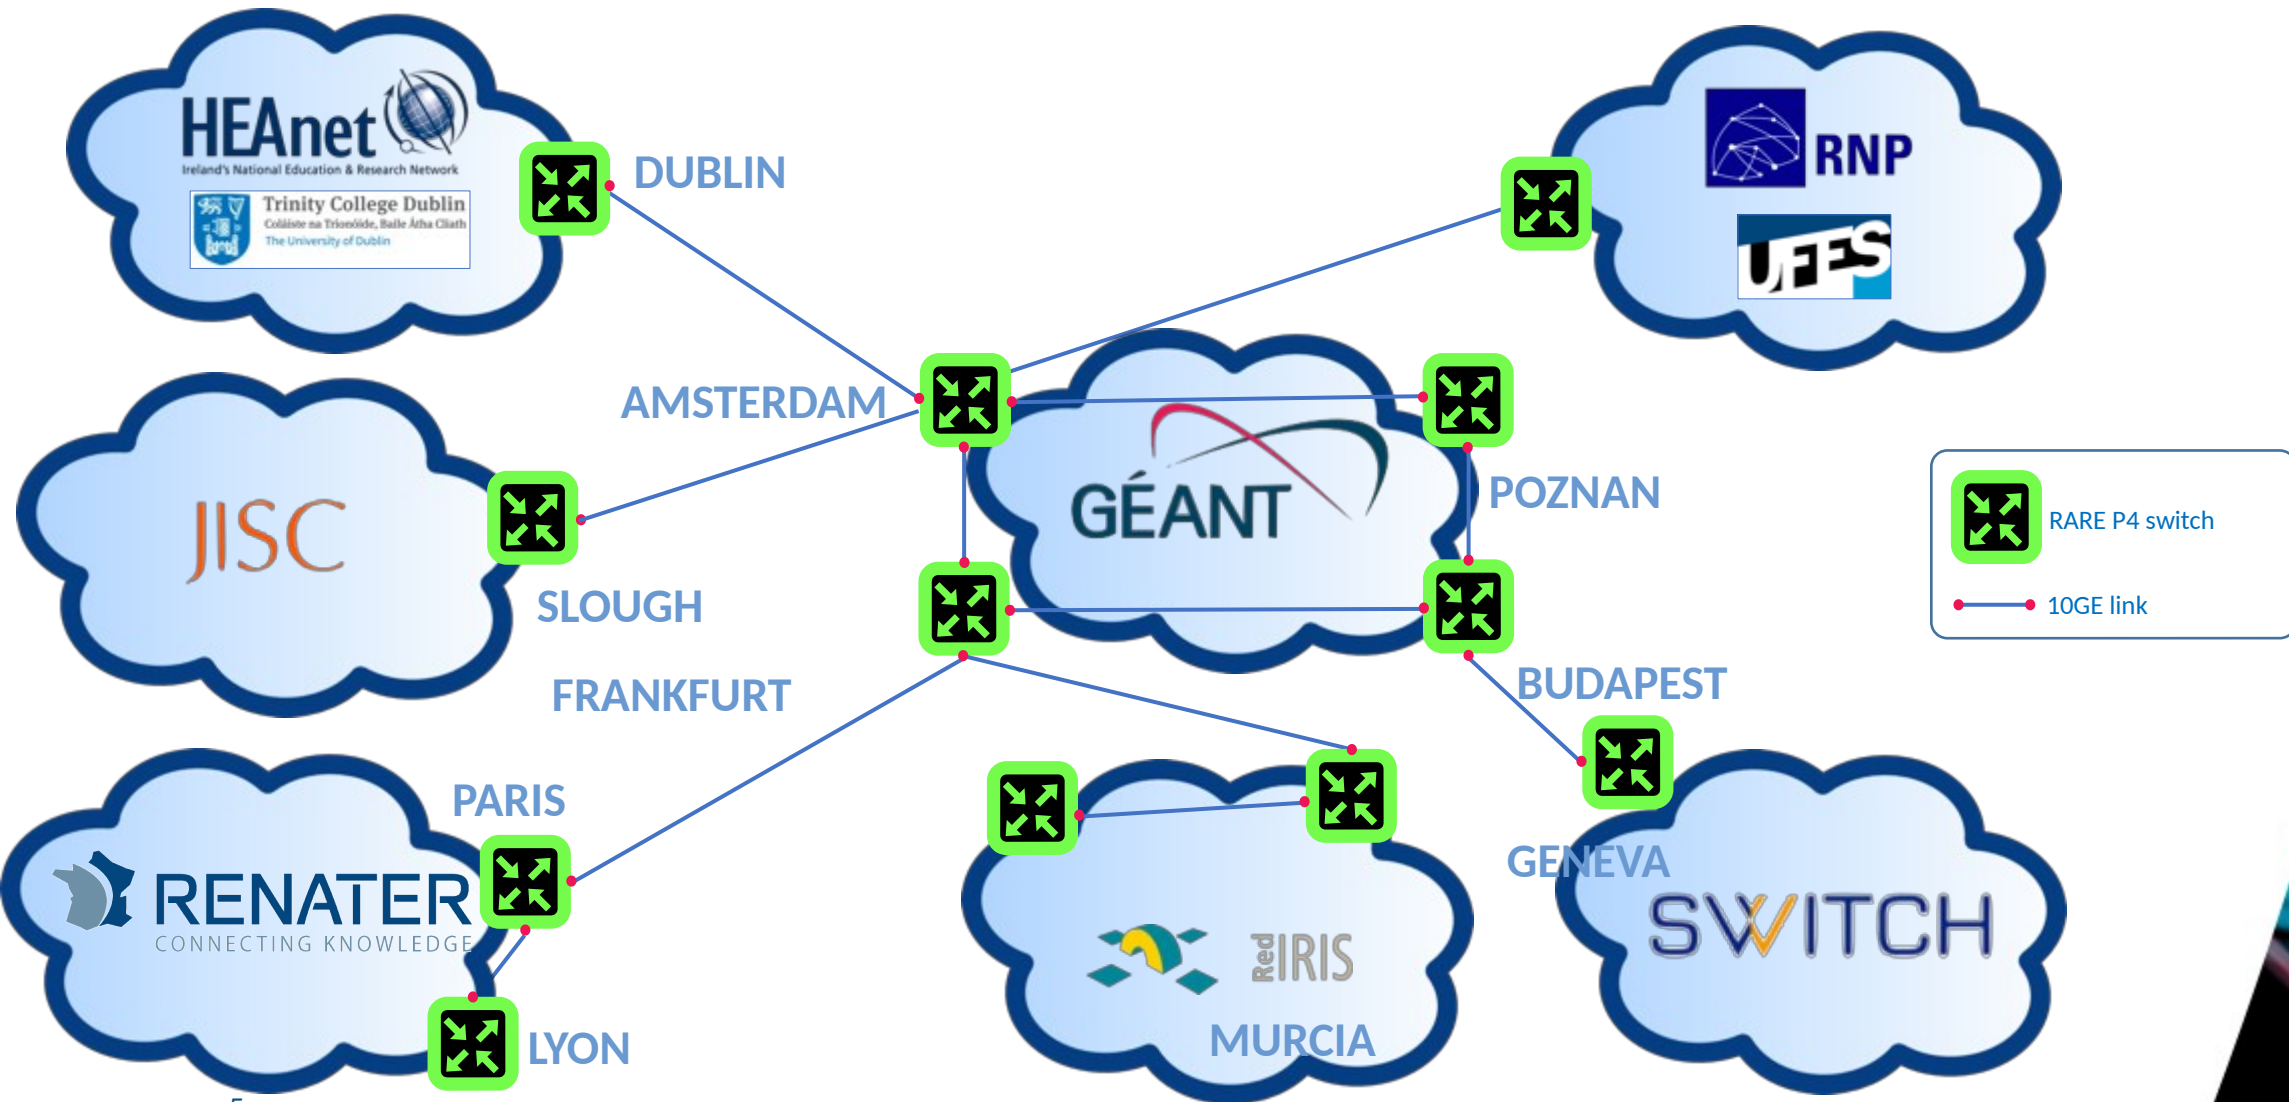 HEAnet
Ireland's National Education & Research Network
Trinity College Dublin
Coláiste na Tríonóide, Baile Átha Cliath
The University of Dublin
DUBLIN
RNP
UFES
AMSTERDAM
GÉANT
POZNAN
JISC
SLOUGH
RARE P4 switch
10GE link
FRANKFURT
BUDAPEST
PARIS
RENATER
CONNECTING KNOWLEDGE
GENEVA
SWITCH
RedIRIS
MURCIA
LYON